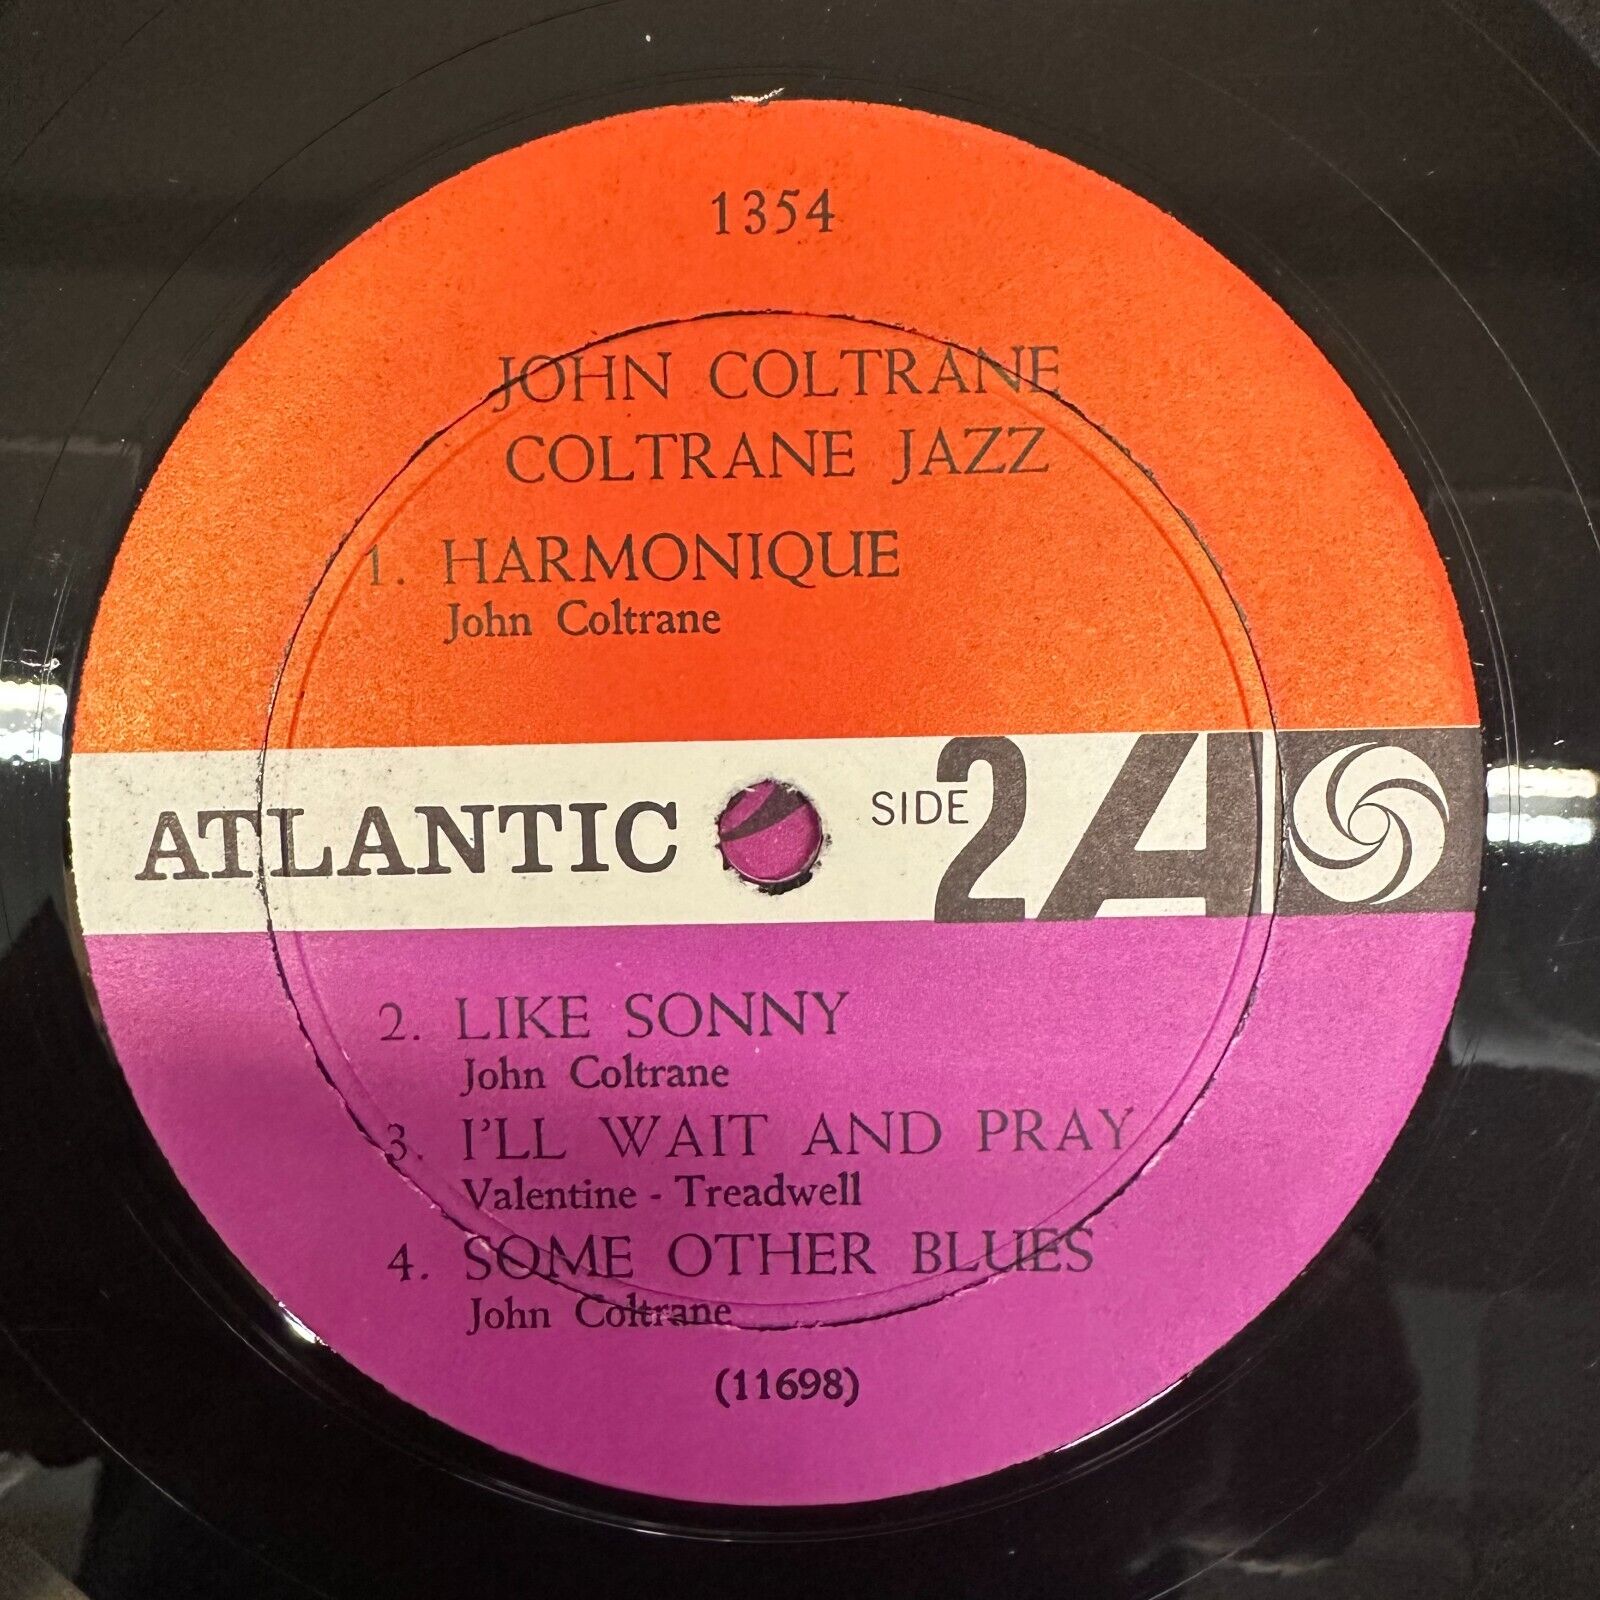 1354
JOHN COLTRANE
COLTRANE JAZZ
1. HARMONIQUE
John Coltrane
ATLANTIC SIDE 2 A
2. LIKE SONNY
John Coltrane
3. I'LL WAIT AND PRAY
Valentine - Treadwell
4. SOME OTHER BLUES
John Coltrane
(11698)